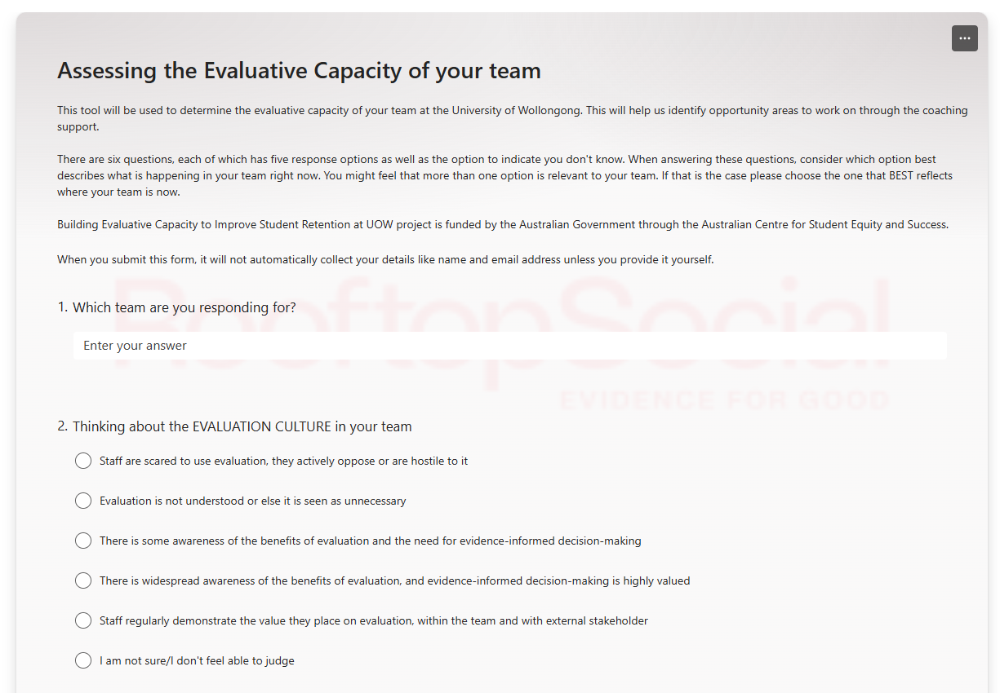 Assessing the Evaluative Capacity of your team
This tool will be used to determine the evaluative capacity of your team at the University of Wollongong. This will help us identify opportunity areas to work on through the coaching
support.
There are six questions, each of which has five response options as well as the option to indicate you don't know. When answering these questions, consider which option best
describes what is happening in your team right now. You might feel that more than one option is relevant to your team. If that is the case please choose the one that BEST reflects
where your team is now.
Building Evaluative Capacity to Improve Student Retention at UOW project is funded by the Australian Government through the Australian Centre for Student Equity and Success.
When you submit this form, it will not automatically collect your details like name and email address unless you provide it yourself.
RooftopSocial
1. Which team are you responding for?
Enter your answer
EVIDENCE FOR GOOD
2. Thinking about the EVALUATION CULTURE in your team
Staff are scared to use evaluation, they actively oppose or are hostile to it
Evaluation is not understood or else it is seen as unnecessary
There is some awareness of the benefits of evaluation and the need for evidence-informed decision-making
There is widespread awareness of the benefits of evaluation, and evidence-informed decision-making is highly valued
Staff regularly demonstrate the value they place on evaluation, within the team and with external stakeholder
I am not sure/I don't feel able to judge